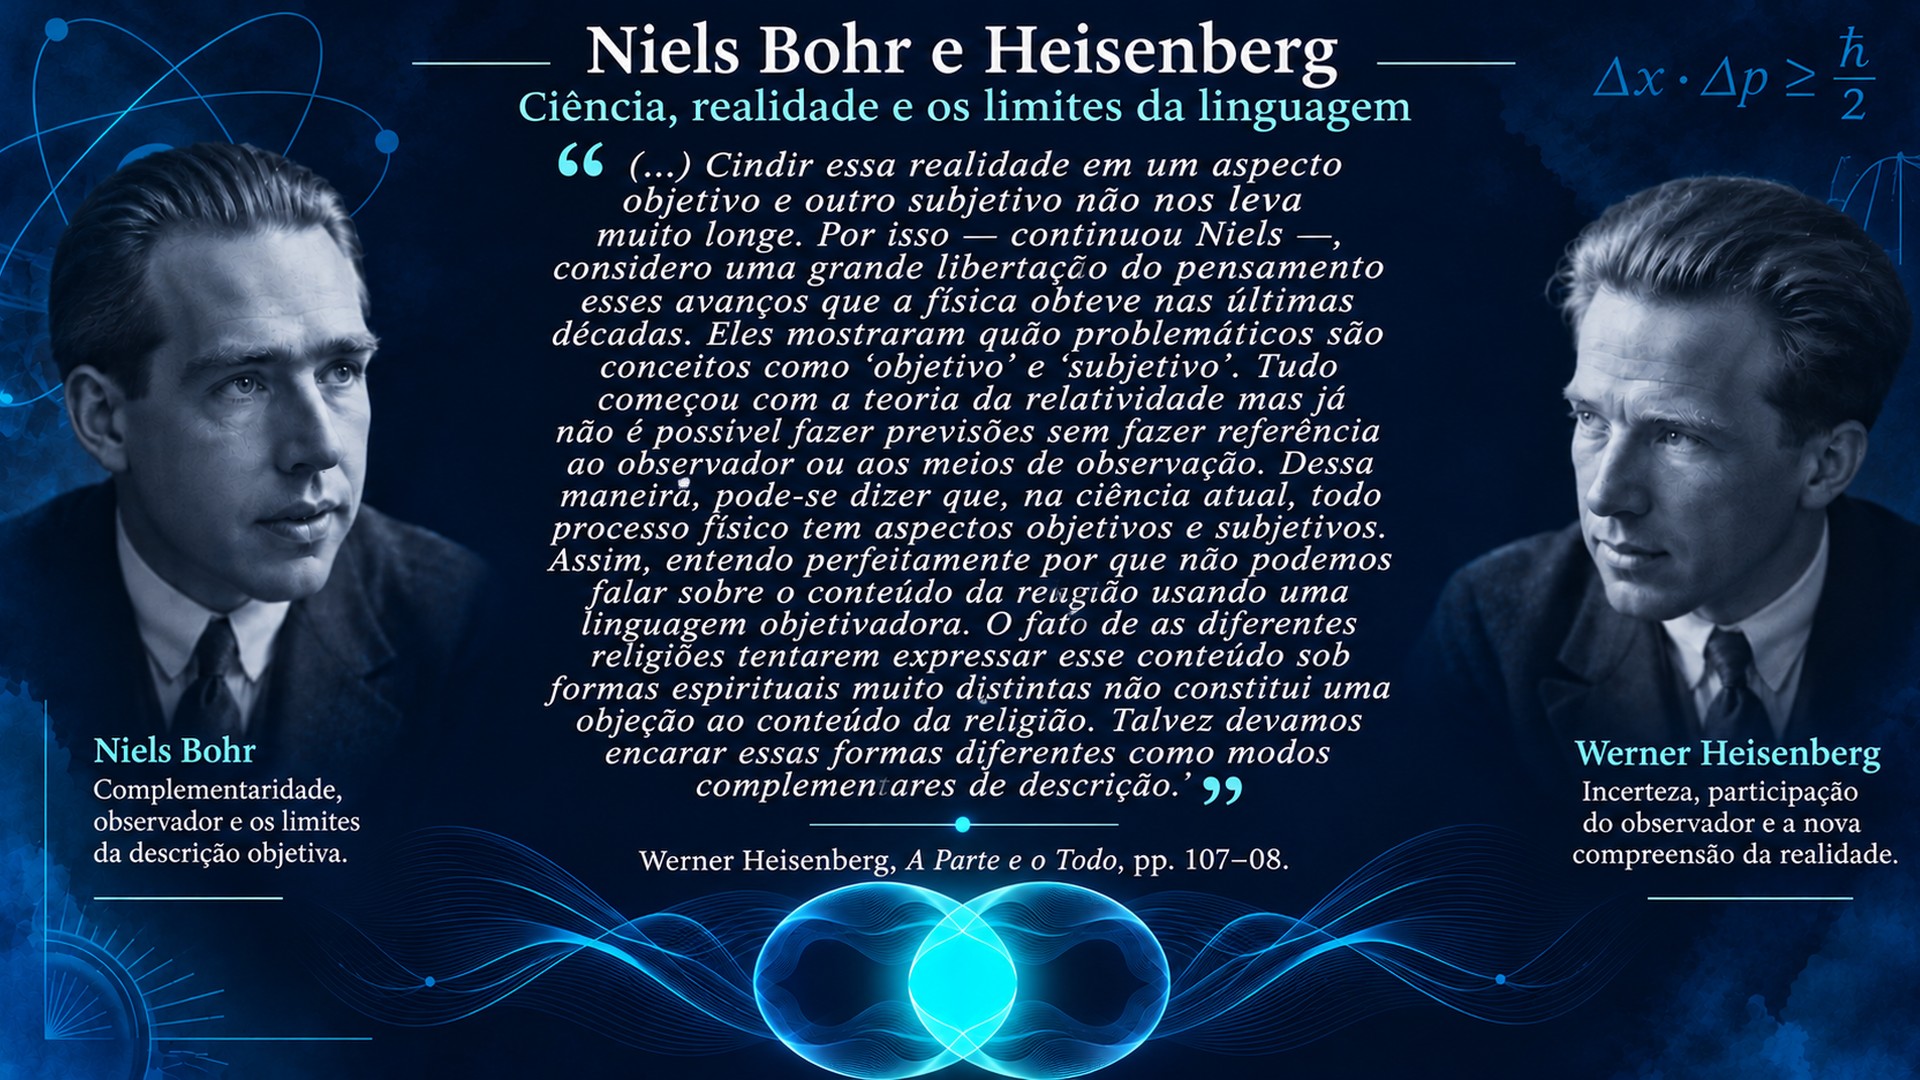 Niels Bohr e Heisenberg
Ciência, realidade e os limites da linguagem
Δx · Δp ≥ ħ/2
“ (...) Cindir essa realidade em um aspecto
objetivo e outro subjetivo não nos leva
muito longe. Por isso — continuou Niels —,
considero uma grande libertação do pensamento
esses avanços que a física obteve nas últimas
décadas. Eles mostraram quão problemáticos são
conceitos como ‘objetivo’ e ‘subjetivo’. Tudo
começou com a teoria da relatividade mas já
não é possível fazer previsões sem fazer referência
ao observador ou aos meios de observação. Dessa
maneira, pode-se dizer que, na ciência atual, todo
processo físico tem aspectos objetivos e subjetivos.
Assim, entendo perfeitamente por que não podemos
falar sobre o conteúdo da religião usando uma
linguagem objetivadora. O fato de as diferentes
religiões tentarem expressar esse conteúdo sob
formas espirituais muito distintas não constitui uma
objeção ao conteúdo da religião. Talvez devamos
encarar essas formas diferentes como modos
complementares de descrição.’ ”
Werner Heisenberg, A Parte e o Todo, pp. 107–08.
Niels Bohr
Complementaridade,
observador e os limites
da descrição objetiva.
Werner Heisenberg
Incerteza, participação
do observador e a nova
compreensão da realidade.